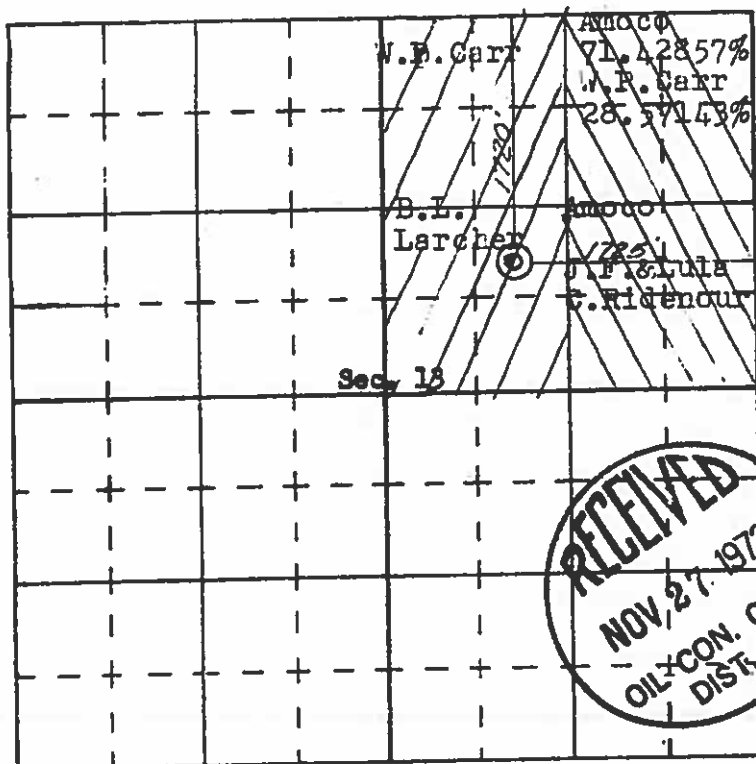 Amoco
W.P.Carr 71.42857%
W.P.Carr
28.57143%
1720'
B.L. Amoco
Larcher 1725'
J.F.&Lula
C.Ridenour
Sec. 13
RECEIVED
NOV 27 197
OIL CON.
DIST.